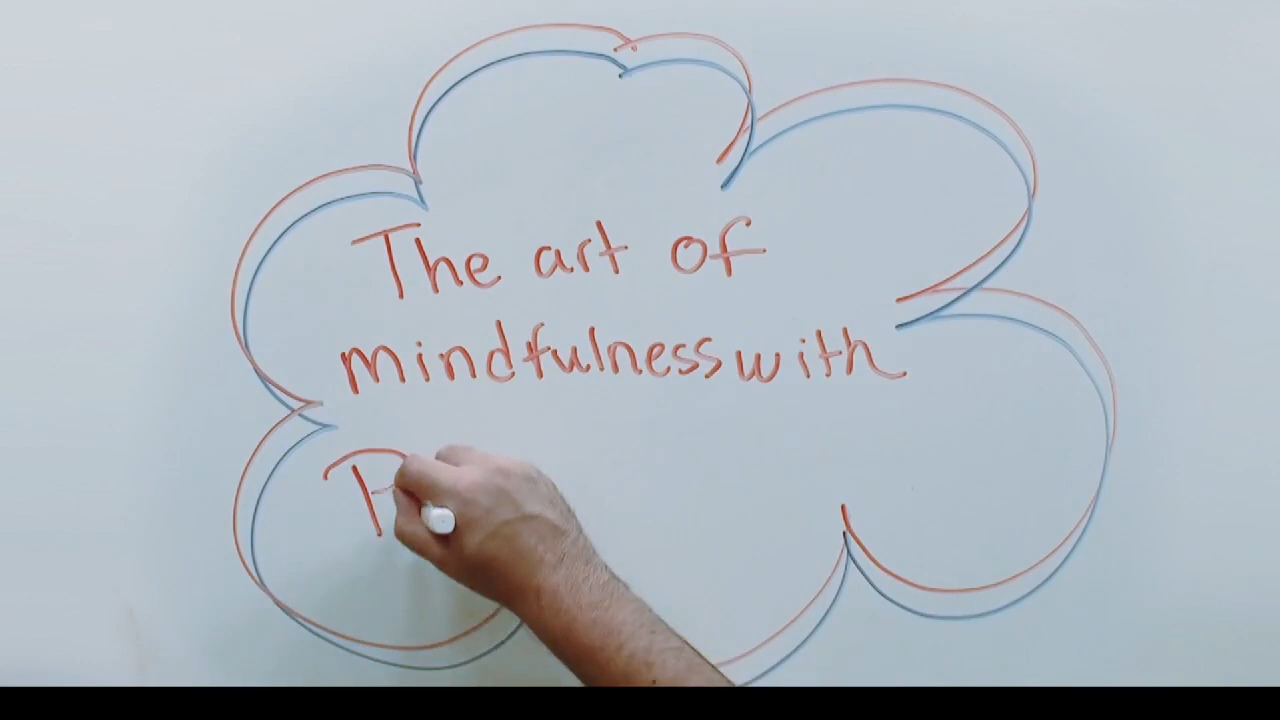 The art of
mindfulness with